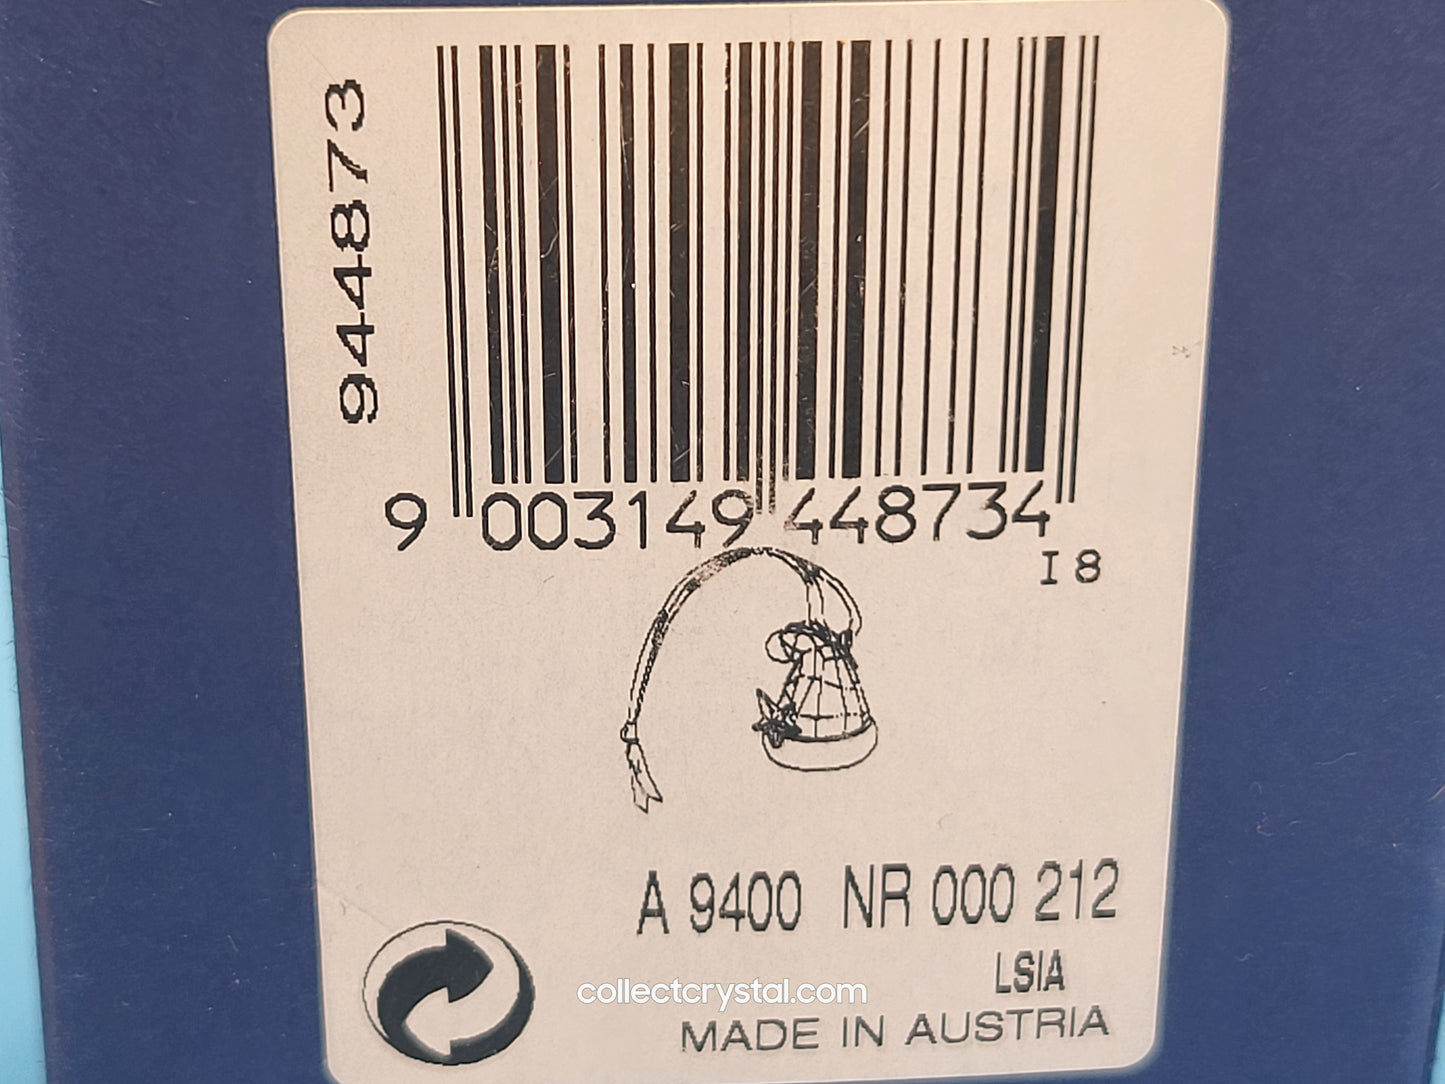 944873
9 003149 448734
I8
A 9400 NR 000 212
LSIA
collectcrystal.com
MADE IN AUSTRIA